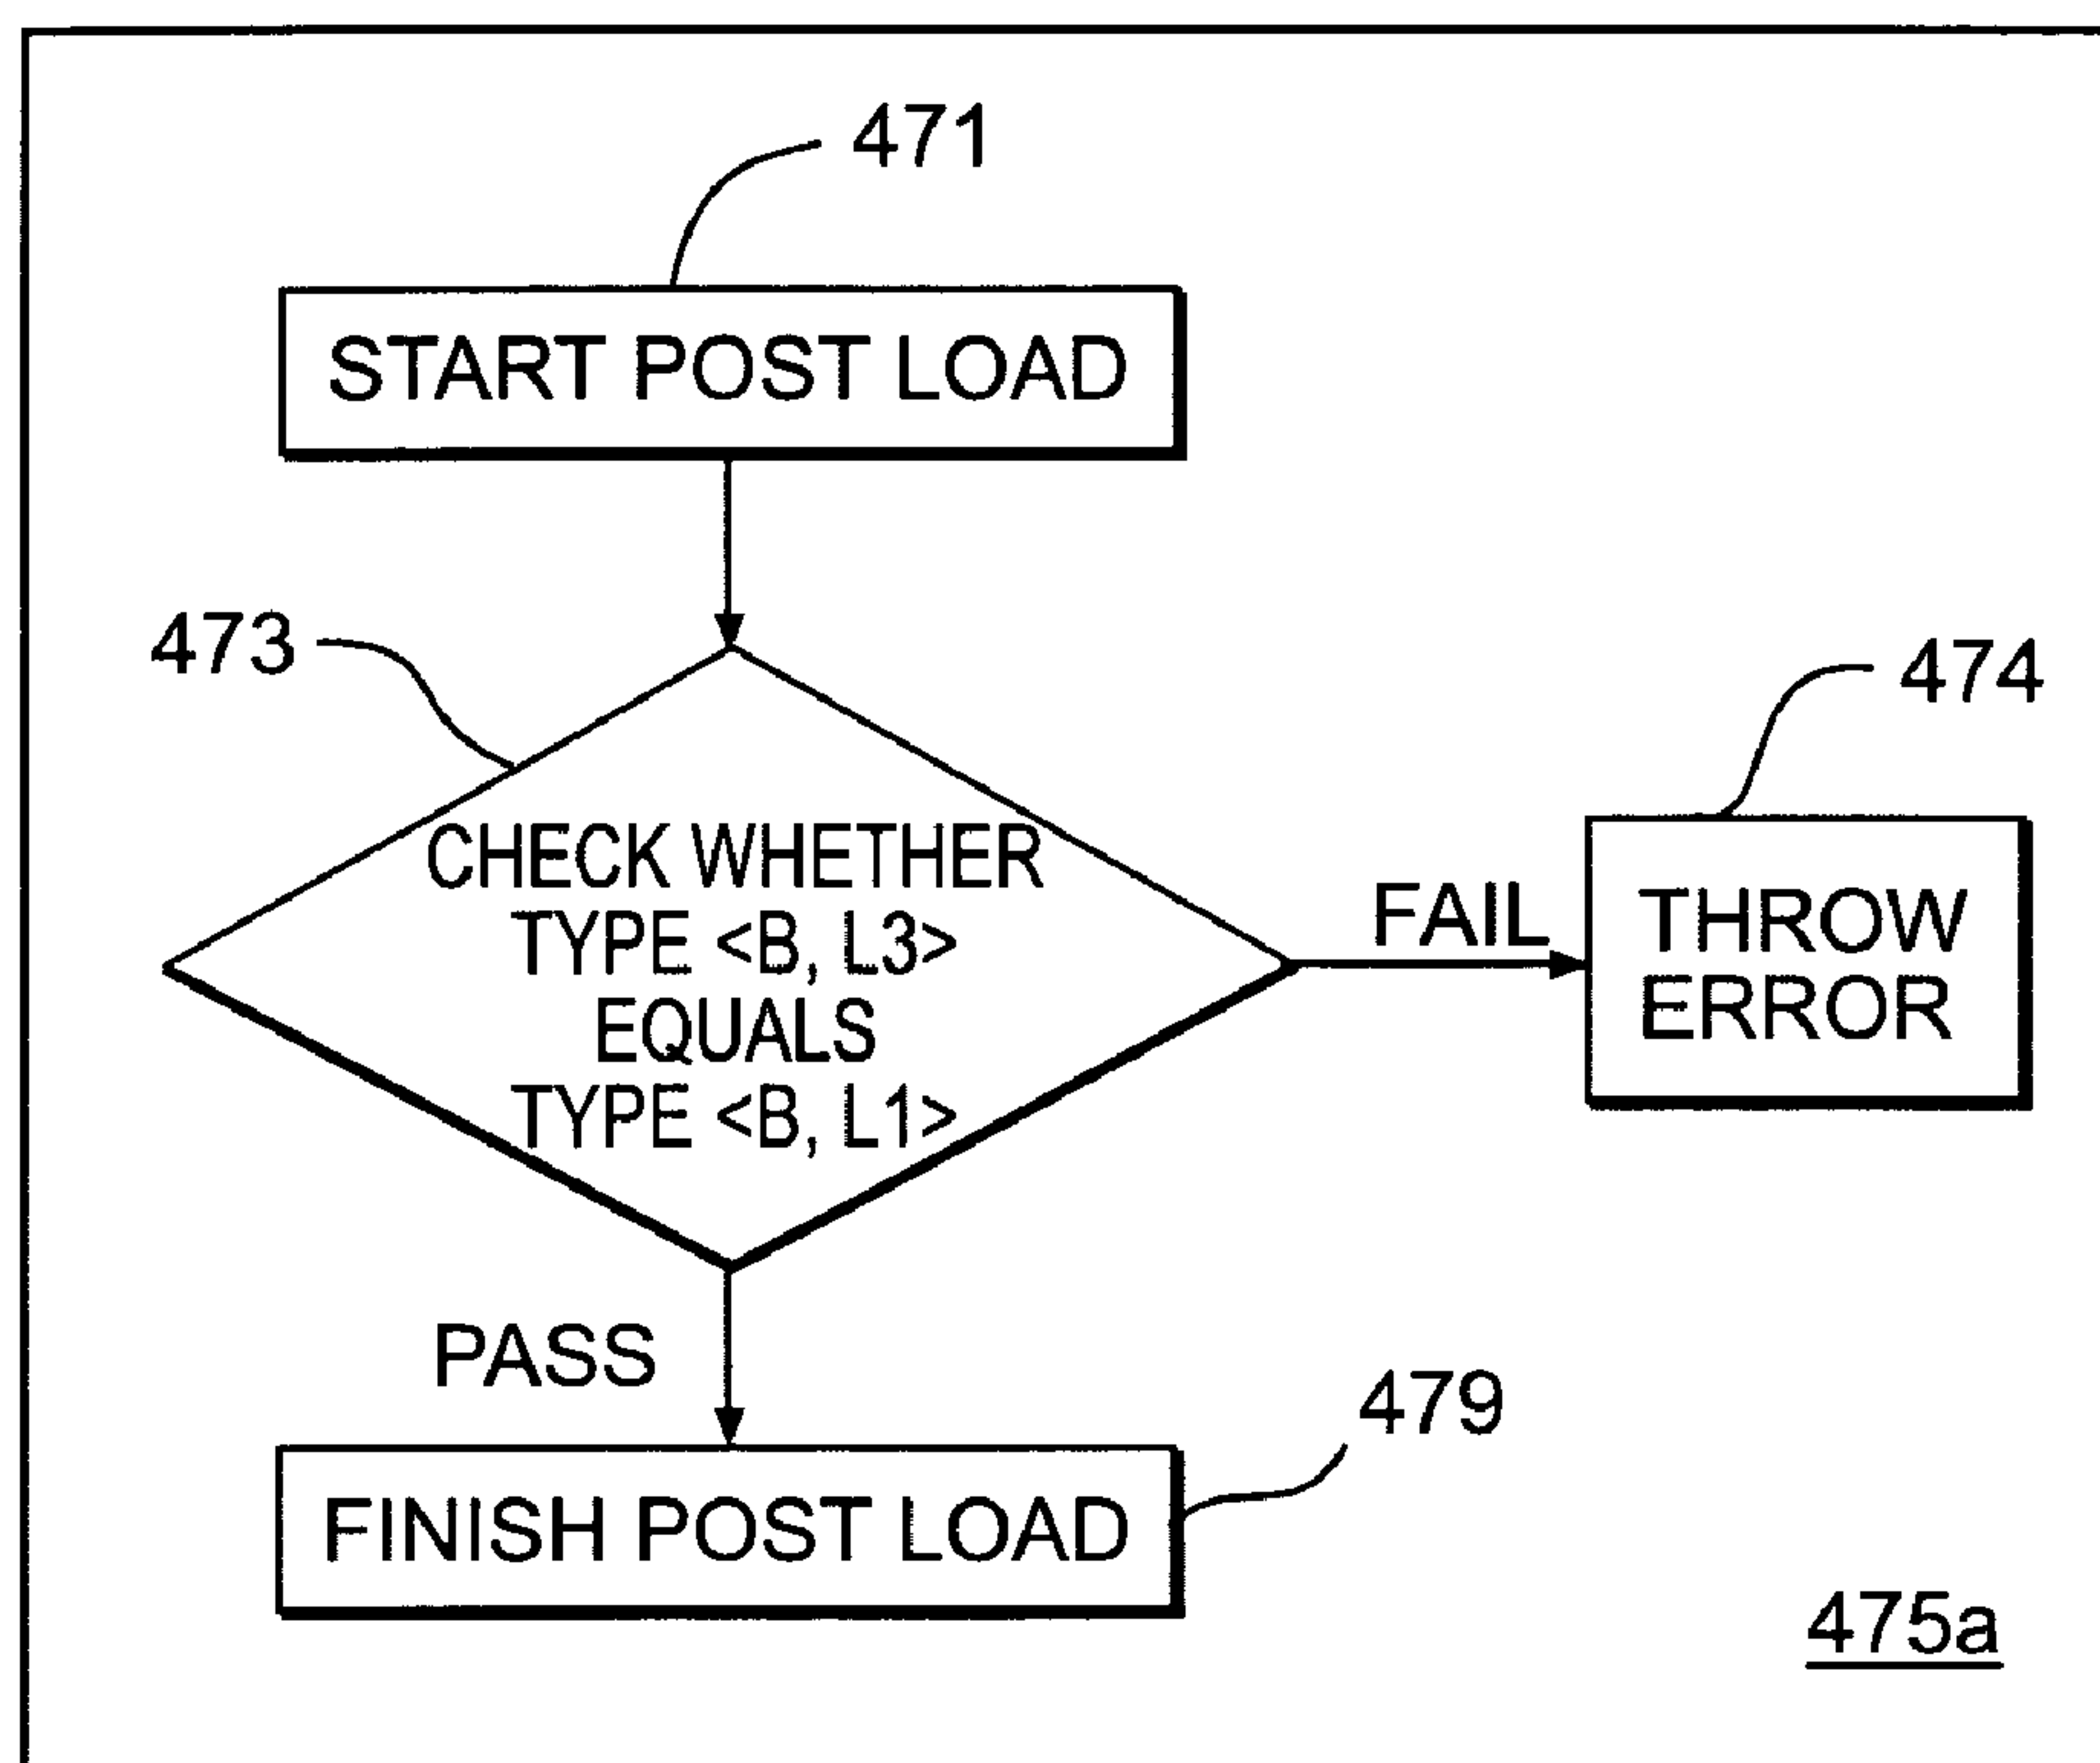 471
START POST LOAD
473
474
CHECK WHETHER
TYPE <B, L3>
EQUALS
TYPE <B, L1>
FAIL
THROW
ERROR
PASS
479
FINISH POST LOAD
475a